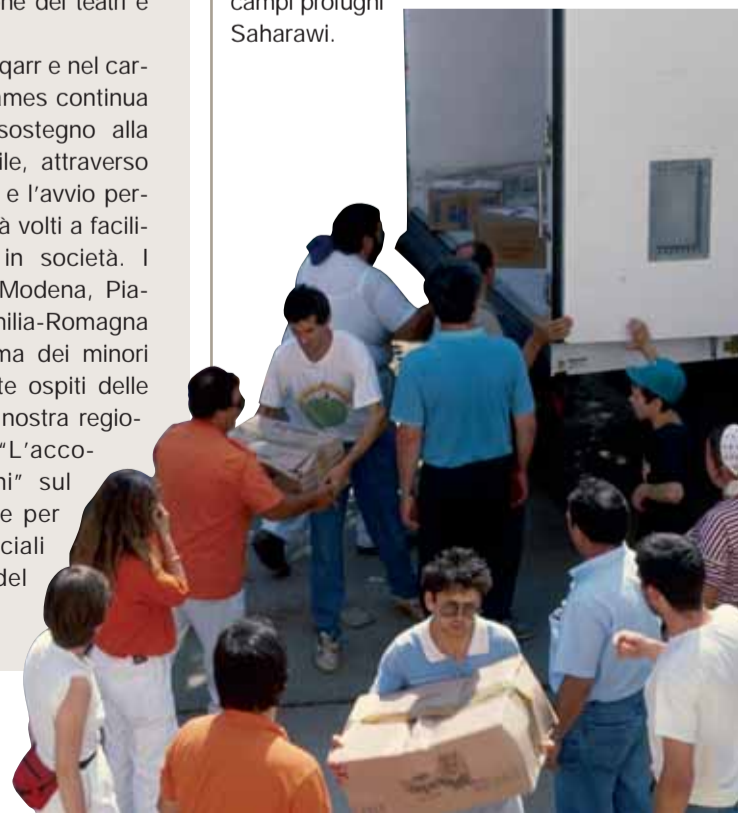 ne dei teatri e
qarr e nel car-
ames continua
sostegno alla
ile, attraverso
e l'avvio per-
à volti a facili-
in società. I
Modena, Pia-
milia-Romagna
ma dei minori
te ospiti delle
nostra regio-
"L'acco-
ni" sul
e per
ciali
del
campi profughi
Saharawi.